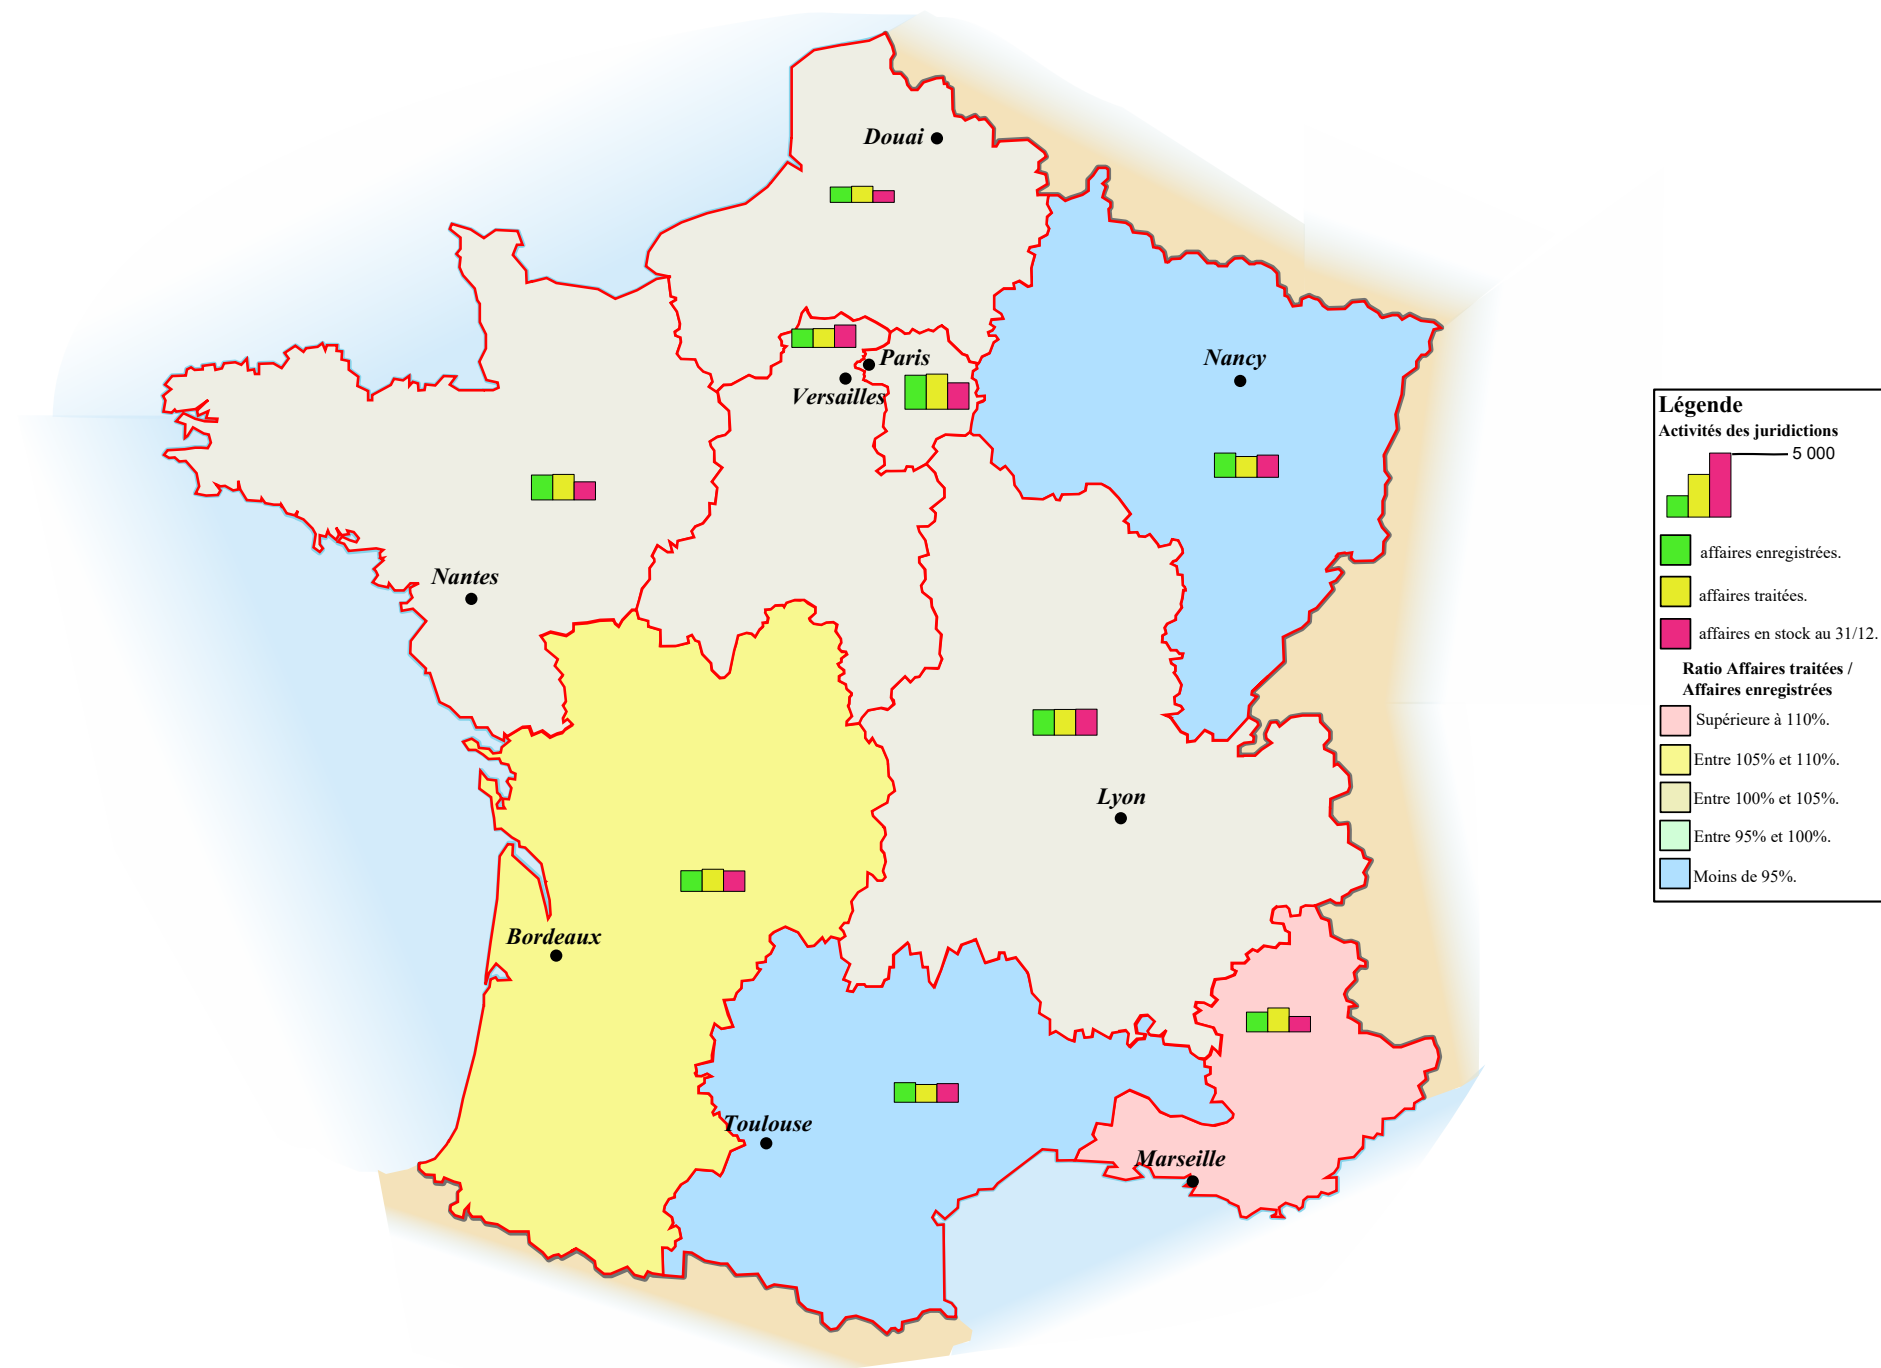 Douai
Paris
Versailles
Nancy
Nantes
Lyon
Bordeaux
Toulouse
Marseille
Légende
Activités des juridictions
5 000
affaires enregistrées.
affaires traitées.
affaires en stock au 31/12.
Ratio Affaires traitées /
Affaires enregistrées
Supérieure à 110%.
Entre 105% et 110%.
Entre 100% et 105%.
Entre 95% et 100%.
Moins de 95%.